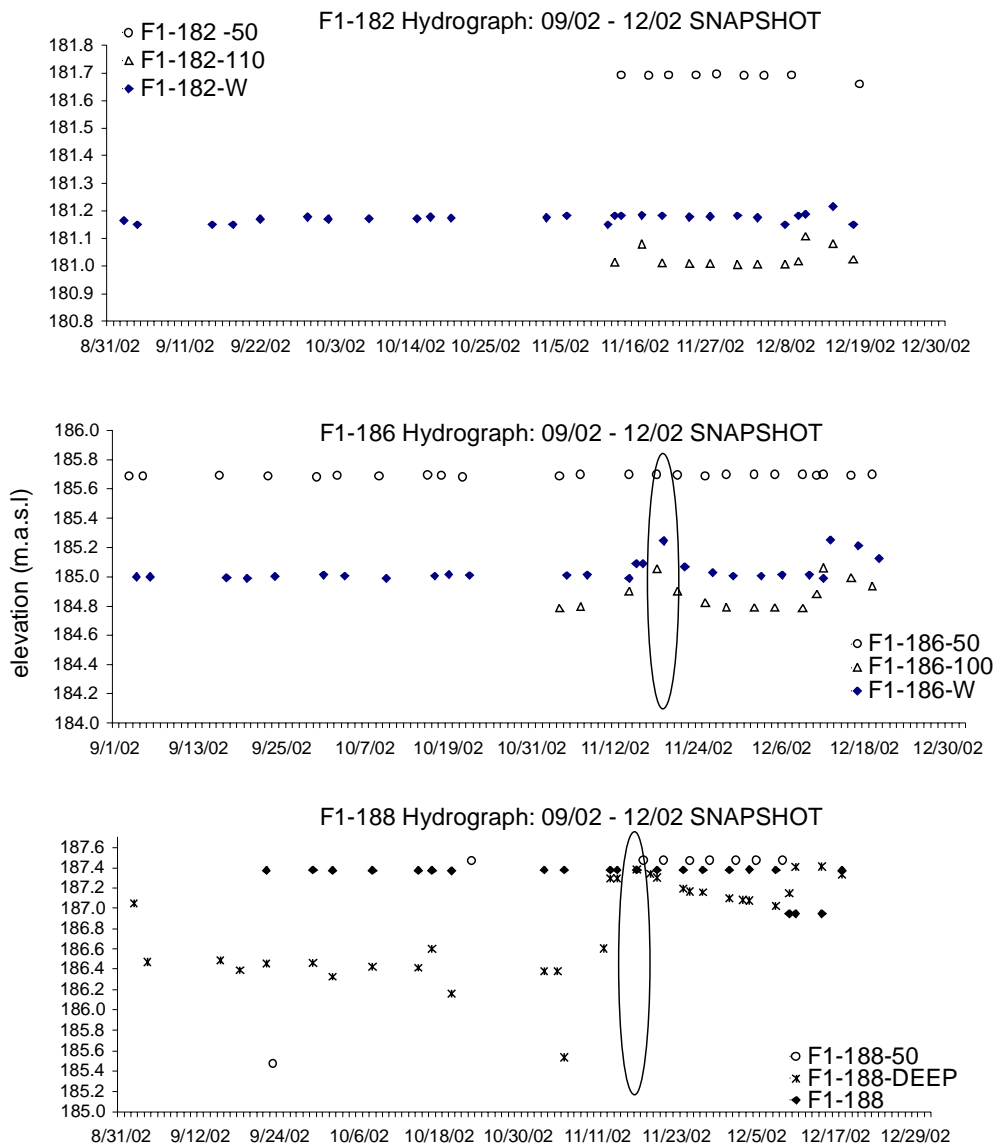 F1-182 Hydrograph: 09/02 - 12/02 SNAPSHOT
F1-182 -50
F1-182-110
F1-182-W
181.8
181.7
181.6
181.5
181.4
181.3
181.2
181.1
181.0
180.9
180.8
8/31/02 9/11/02 9/22/02 10/3/02 10/14/02 10/25/02 11/5/02 11/16/02 11/27/02 12/8/02 12/19/02 12/30/02
F1-186 Hydrograph: 09/02 - 12/02 SNAPSHOT
elevation (m.a.s.l)
186.0
185.8
185.6
185.4
185.2
185.0
184.8
184.6
184.4
184.2
184.0
F1-186-50
F1-186-100
F1-186-W
9/1/02 9/13/02 9/25/02 10/7/02 10/19/02 10/31/02 11/12/02 11/24/02 12/6/02 12/18/02 12/30/02
F1-188 Hydrograph: 09/02 - 12/02 SNAPSHOT
187.6
187.4
187.2
187.0
186.8
186.6
186.4
186.2
186.0
185.8
185.6
185.4
185.2
185.0
F1-188-50
F1-188-DEEP
F1-188
8/31/02 9/12/02 9/24/02 10/6/02 10/18/02 10/30/02 11/11/02 11/23/02 12/5/02 12/17/02 12/29/02